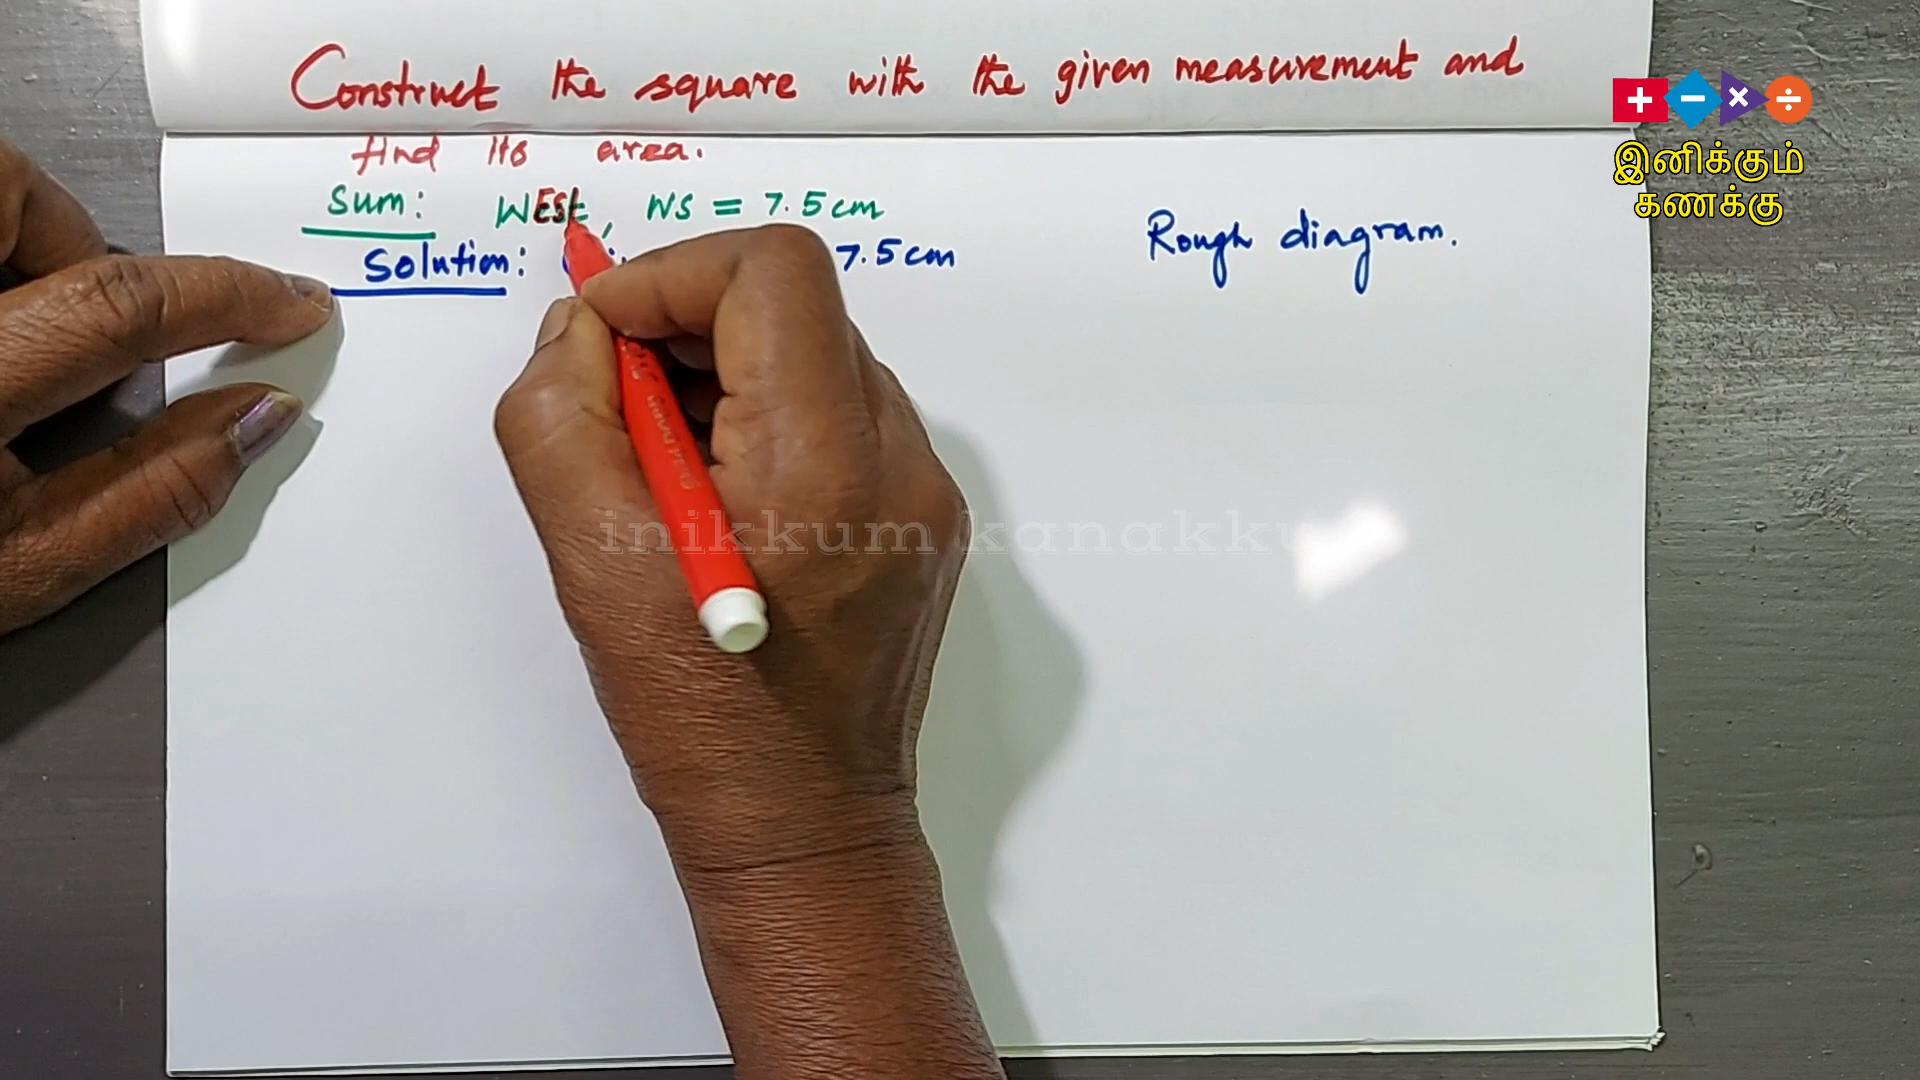 Construct the square with the given measurement and
find its area.
Sum: WEST, WS = 7.5cm
Solution: 7.5cm
Rough diagram.
+ − × ÷
இனிக்கும்
கணக்கு
inikkum kanakku